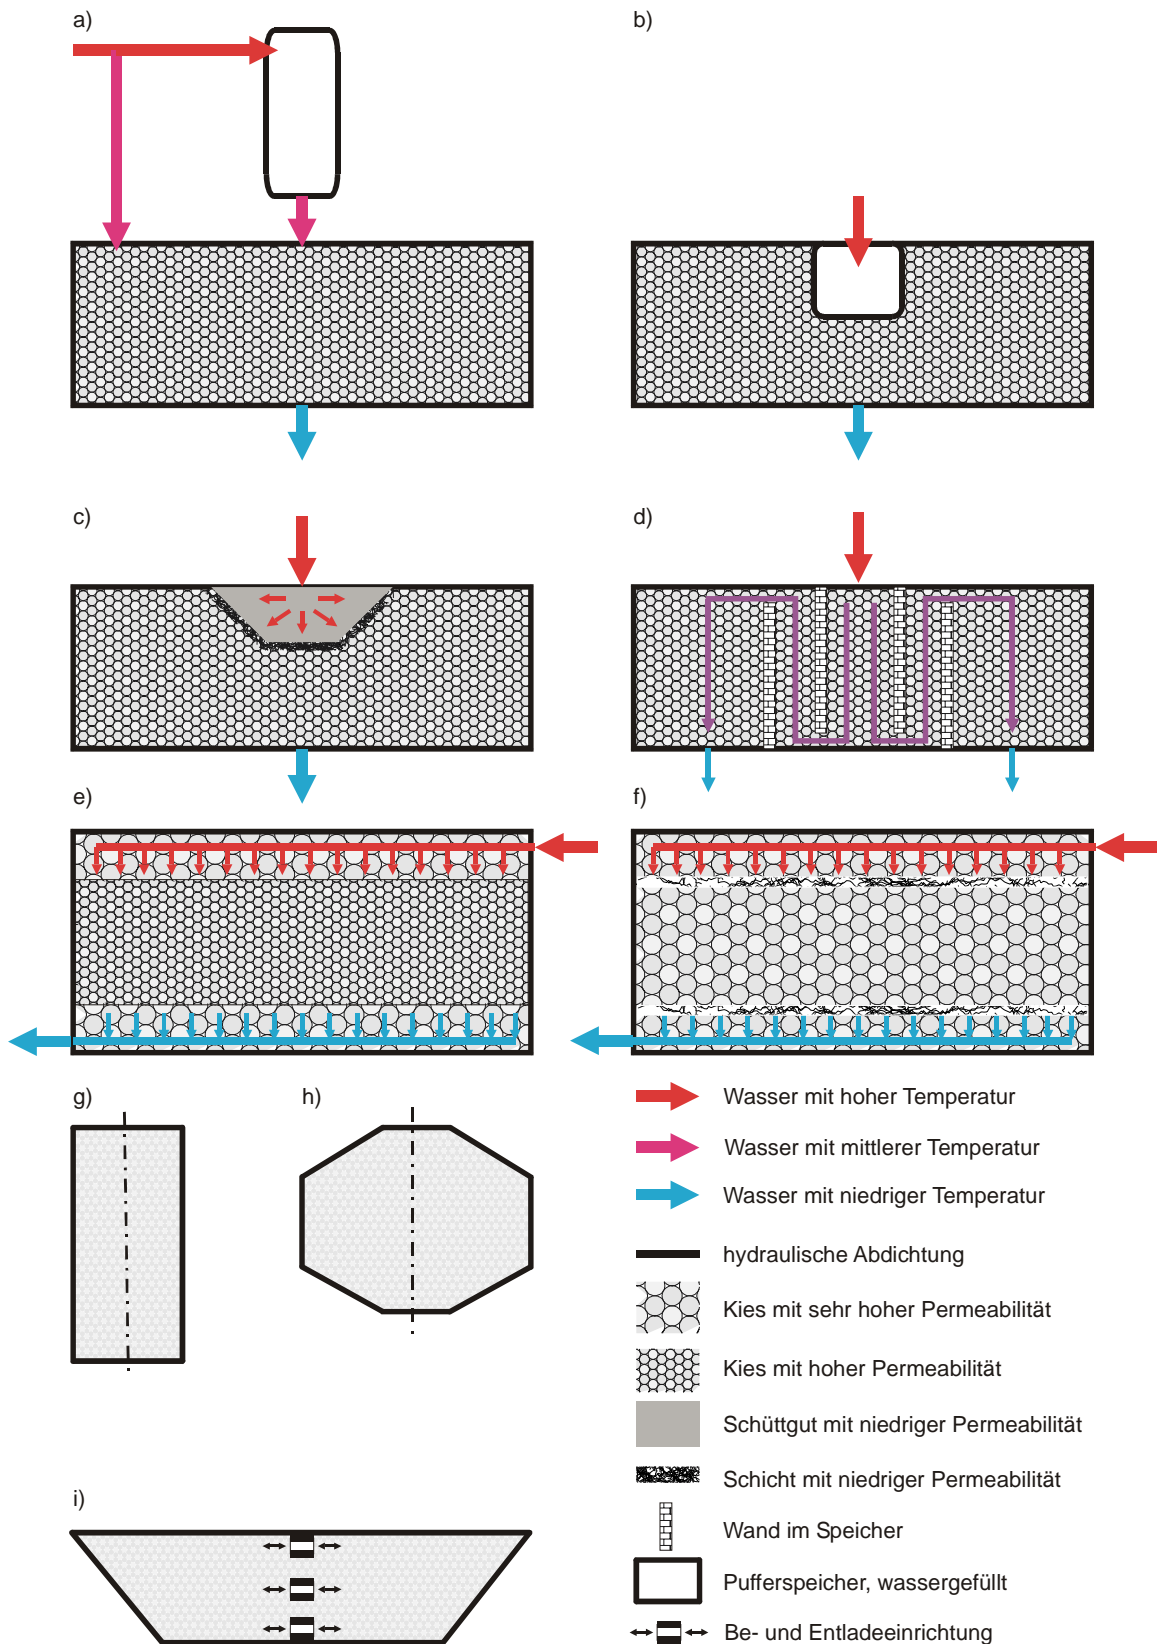 a)
b)
c)
d)
e)
f)
g)
h)
Wasser mit hoher Temperatur
Wasser mit mittlerer Temperatur
Wasser mit niedriger Temperatur
hydraulische Abdichtung
Kies mit sehr hoher Permeabilität
Kies mit hoher Permeabilität
Schüttgut mit niedriger Permeabilität
Schicht mit niedriger Permeabilität
i)
Wand im Speicher
Pufferspeicher, wassergefüllt
Be- und Entladeeinrichtung